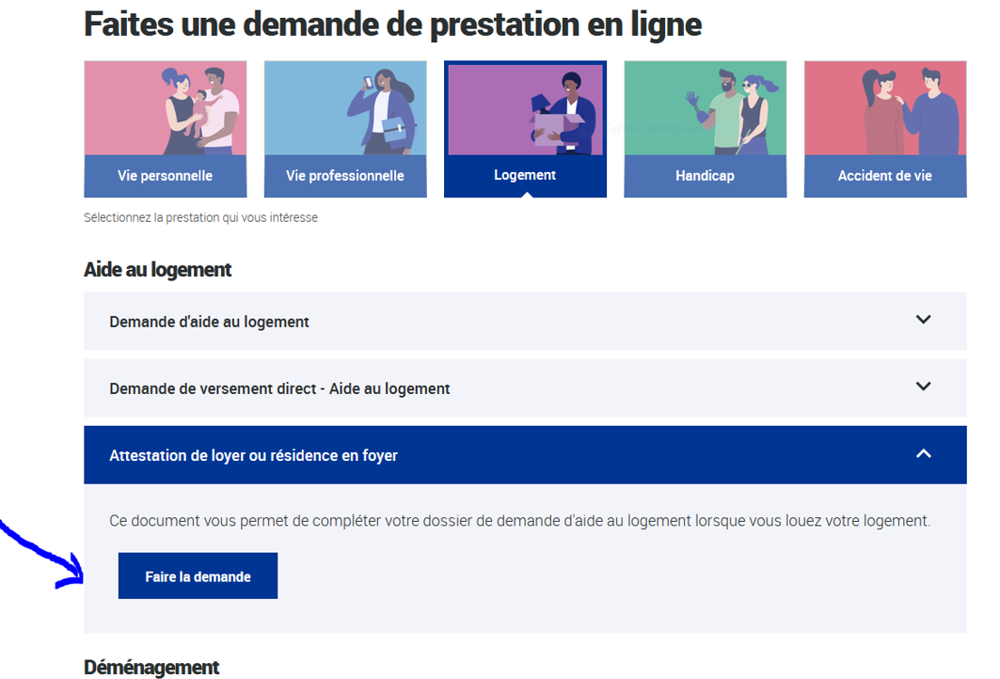 Faites une demande de prestation en ligne
Vie personnelle
Vie professionnelle
Logement
Handicap
Accident de vie
Sélectionnez la prestation qui vous intéresse
Aide au logement
Demande d'aide au logement
Demande de versement direct - Aide au logement
Attestation de loyer ou résidence en foyer
Ce document vous permet de compléter votre dossier de demande d'aide au logement lorsque vous louez votre logement.
Faire la demande
Déménagement